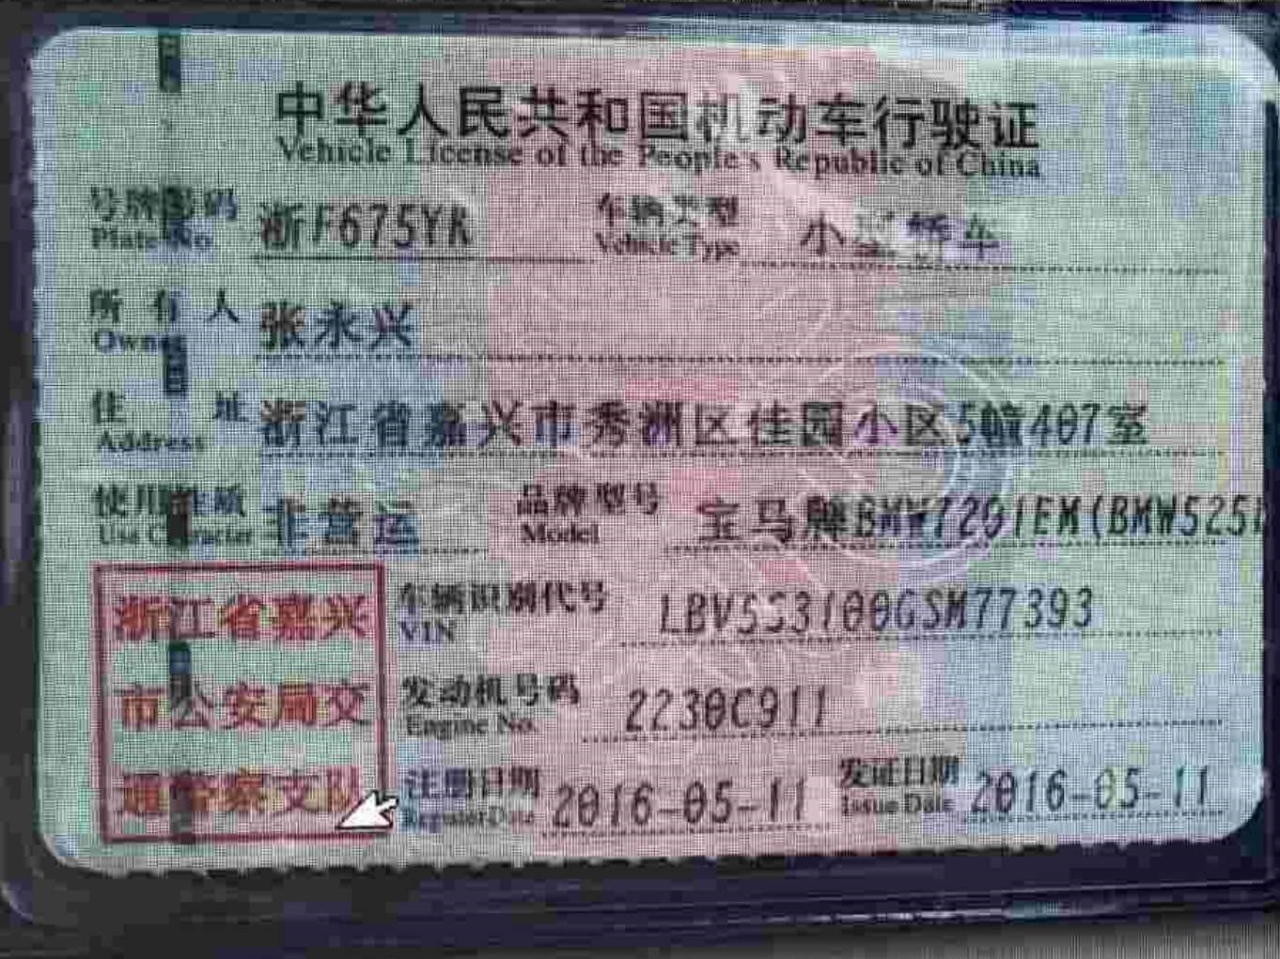 中华人民共和国机动车行驶证
Vehicle License of the People's Republic of China
号牌号码 浙F675YR 车辆类型 小型轿车
Plate No. Vehicle Type
所有人 张永兴
Owner
住址 浙江省嘉兴市秀洲区佳园小区5幢407室
Address
使用性质 非营运 品牌型号 宝马牌BMW7201EM(BMW525L
Use Character Model
浙江省嘉兴
市公安局交
通警察支队
车辆识别代号 LBV5S3100GSM77393
VIN
发动机号码 2230C911
Engine No.
注册日期 2016-05-11 发证日期 2016-05-11
Register Date Issue Date